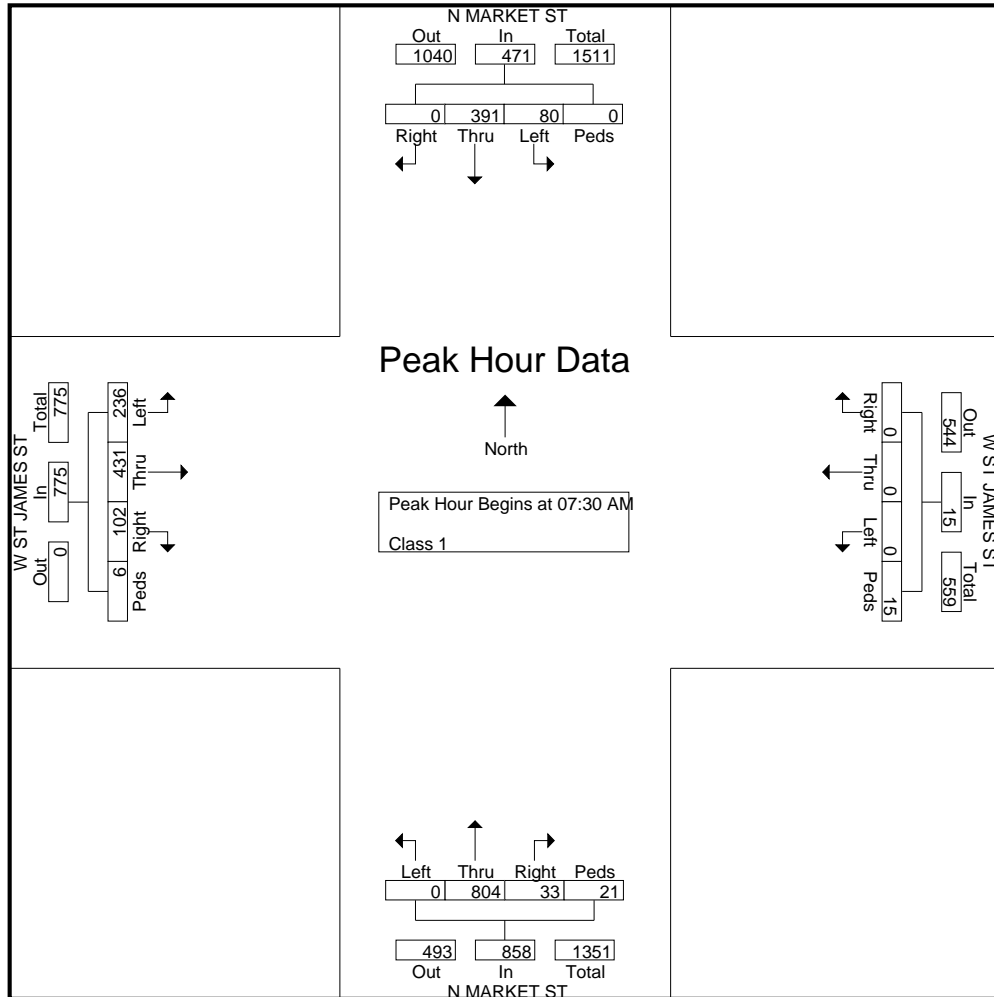 N MARKET ST
Out In Total
1040 471 1511
0 391 80 0
Right Thru Left Peds
Peak Hour Data
North
Peak Hour Begins at 07:30 AM
Class 1
W ST JAMES ST
Total In Out
775 775 0
236 431 102 6
Left Thru Right Peds
W ST JAMES ST
Out In Total
544 15 559
0 0 0 15
Right Thru Left Peds
Left Thru Right Peds
0 804 33 21
493 858 1351
Out In Total
N MARKET ST